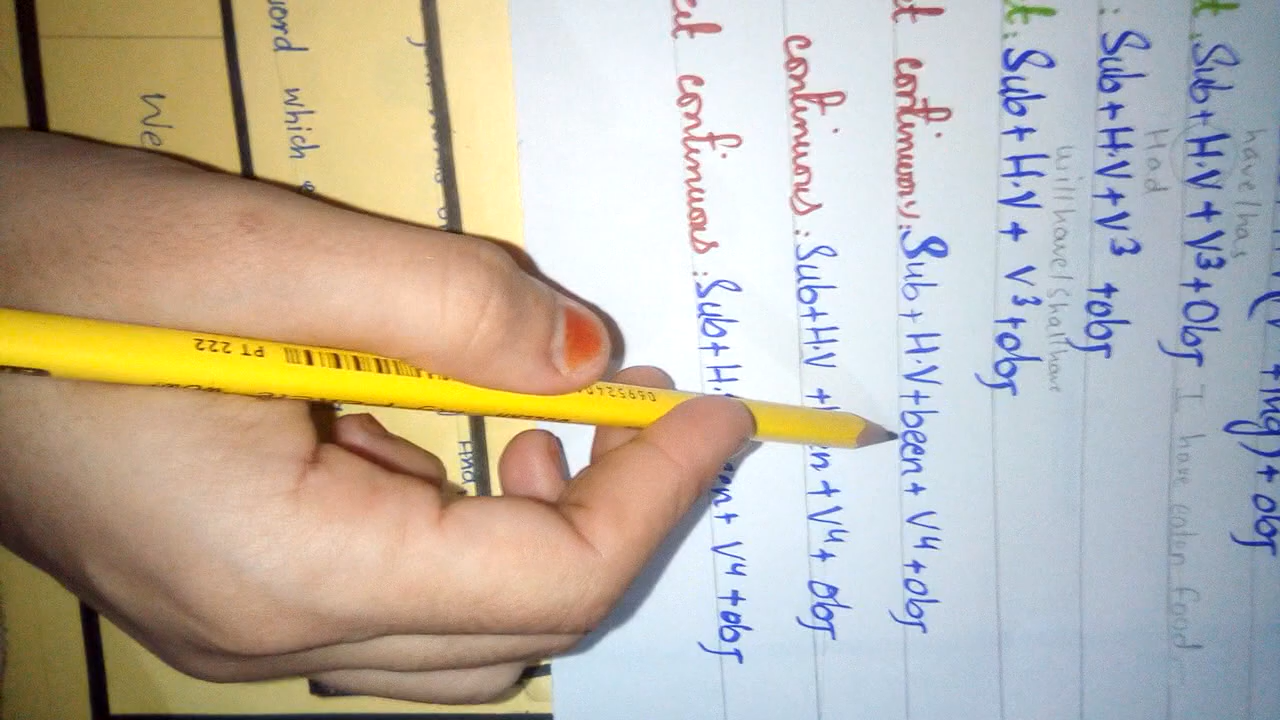 + ing) + obj
have/has
t: Sub + H.V + V3 + Obj I have eaten food
Had
: Sub + H.V + V3 + obj
will have/shall have
t: Sub + H.V + V3 + obj
t continuous: Sub + H.V + been + V4 + obj
continuous: Sub + H.V + en + V4 + obj
ct continuous: Sub + H. en + V4 + obj
word which
We
PT 222